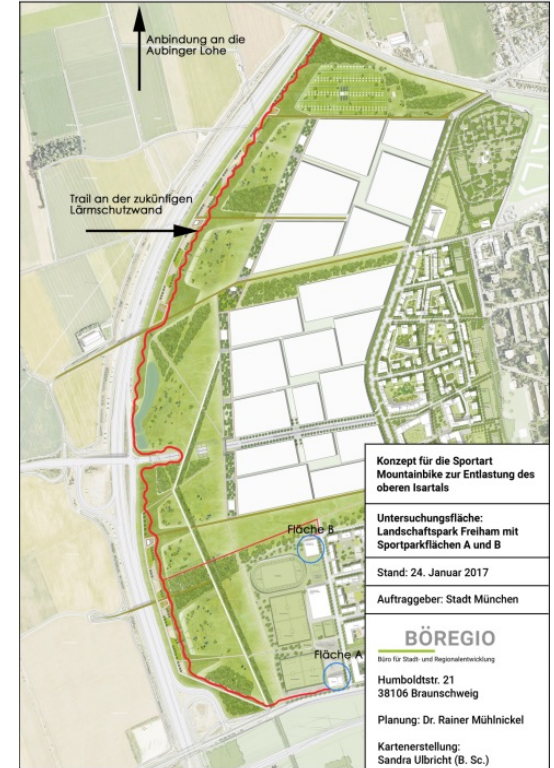 Anbindung an die
Aubinger Lohe
Trail an der zukünftigen
Lärmschutzwand
Fläche B
Fläche A
Konzept für die Sportart
Mountainbike zur Entlastung des
oberen Isartals
Untersuchungsfläche:
Landschaftspark Freiham mit
Sportparkflächen A und B
Stand: 24. Januar 2017
Auftraggeber: Stadt München
BÖREGIO
Büro für Stadt- und Regionalentwicklung
Humboldtstr. 21
38106 Braunschweig
Planung: Dr. Rainer Mühlnickel
Kartenerstellung:
Sandra Ulbricht (B. Sc.)